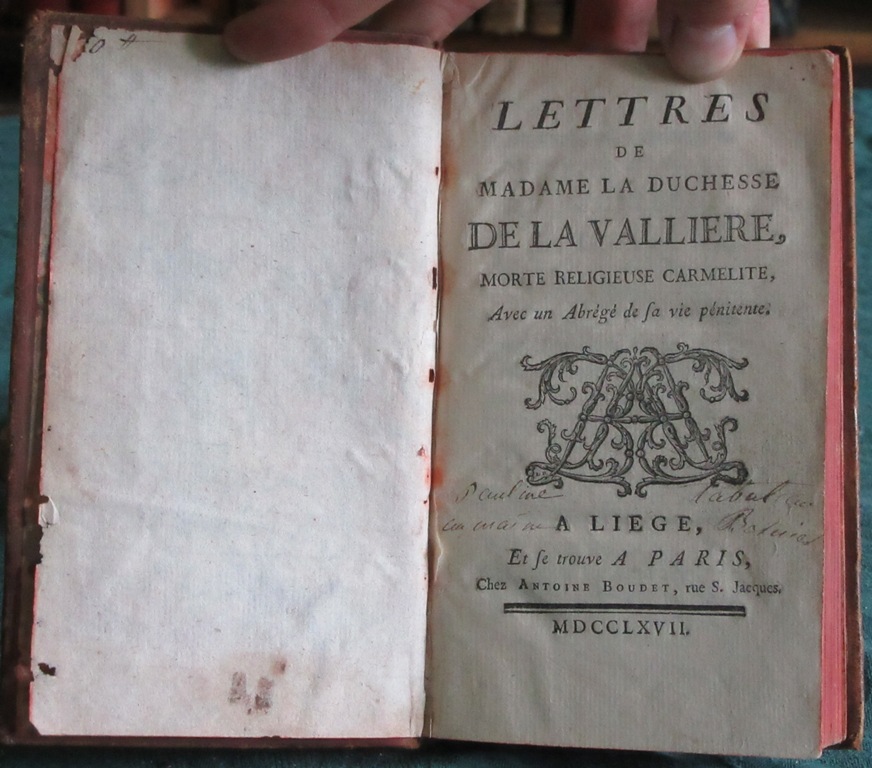 LETTRES
DE
MADAME LA DUCHESSE
DE LA VALLIERE,
MORTE RELIGIEUSE CARMELITE,
Avec un Abrégé de ſa vie pénitente.
Pauline
A LIEGE,
Et ſe trouve A PARIS,
Chez ANTOINE BOUDET, rue S. Jacques.
MDCCLXVII.